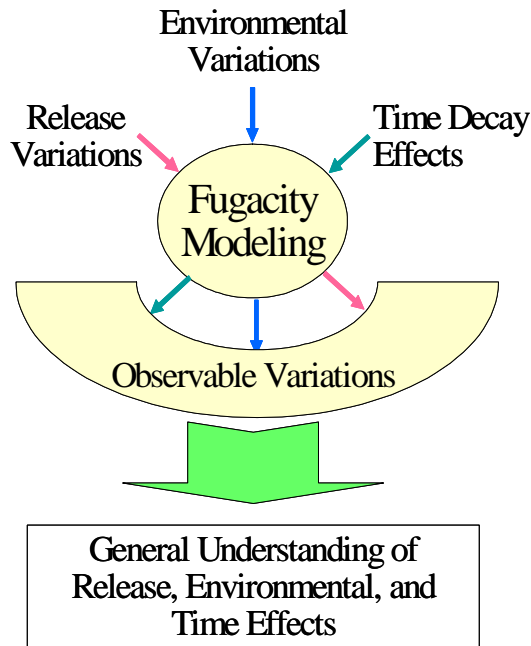 Environmental
Variations
Release
Variations
Time Decay
Effects
Fugacity
Modeling
Observable Variations
General Understanding of
Release, Environmental, and
Time Effects